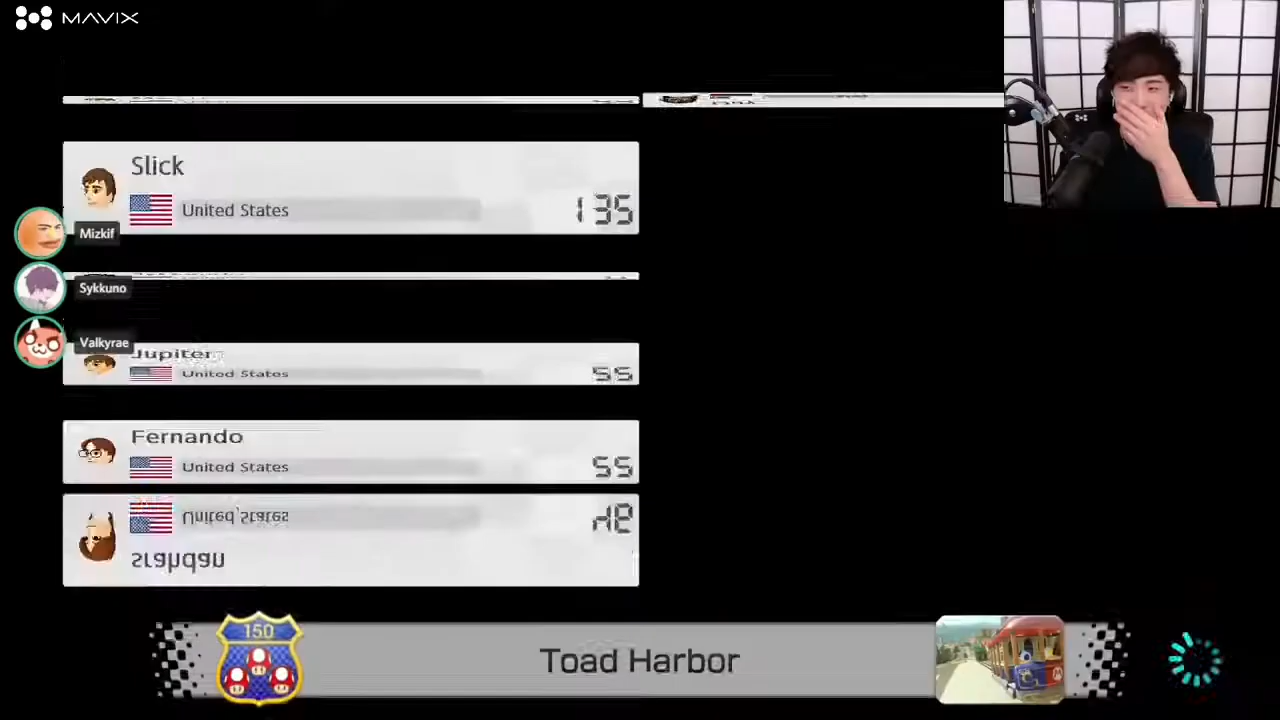 MAVIX
Slick
United States
135
Mizkif
Sykkuno
Valkyrae
Jupiter
United States
55
Fernando
United States
55
United States
srahdan
150
Toad Harbor